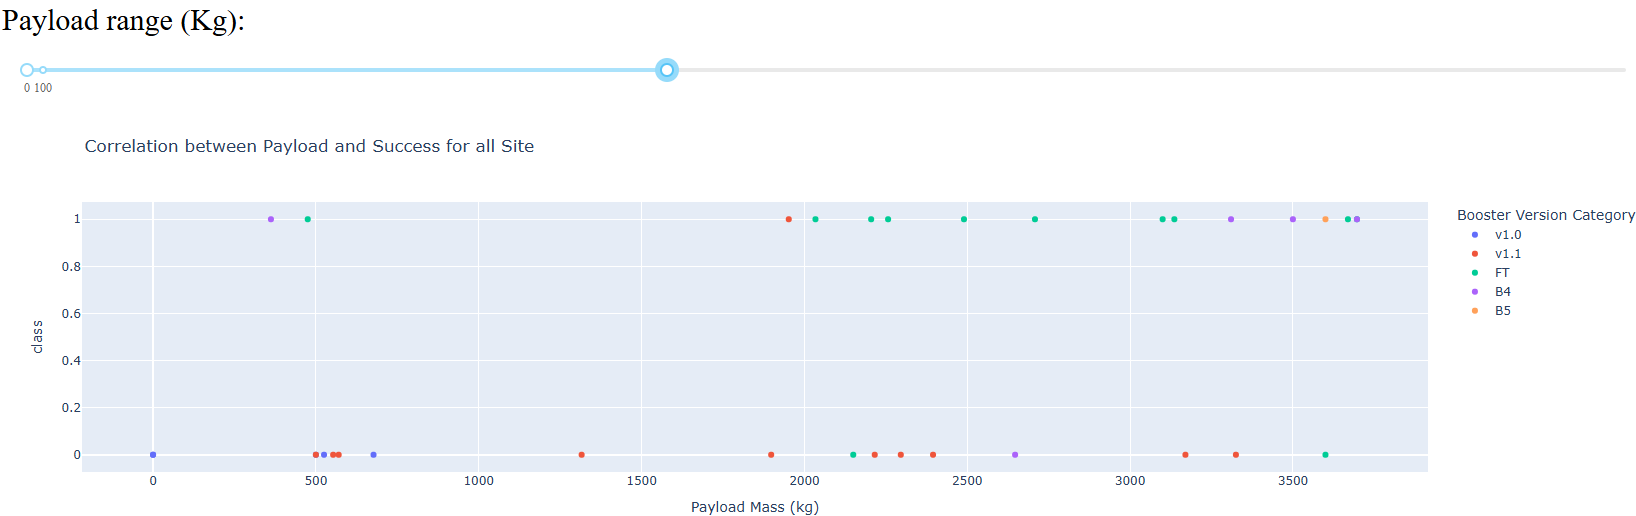 Payload range (Kg):
0 100
Correlation between Payload and Success for all Site
class
1
0.8
0.6
0.4
0.2
0
0 500 1000 1500 2000 2500 3000 3500
Payload Mass (kg)
Booster Version Category
v1.0
v1.1
FT
B4
B5